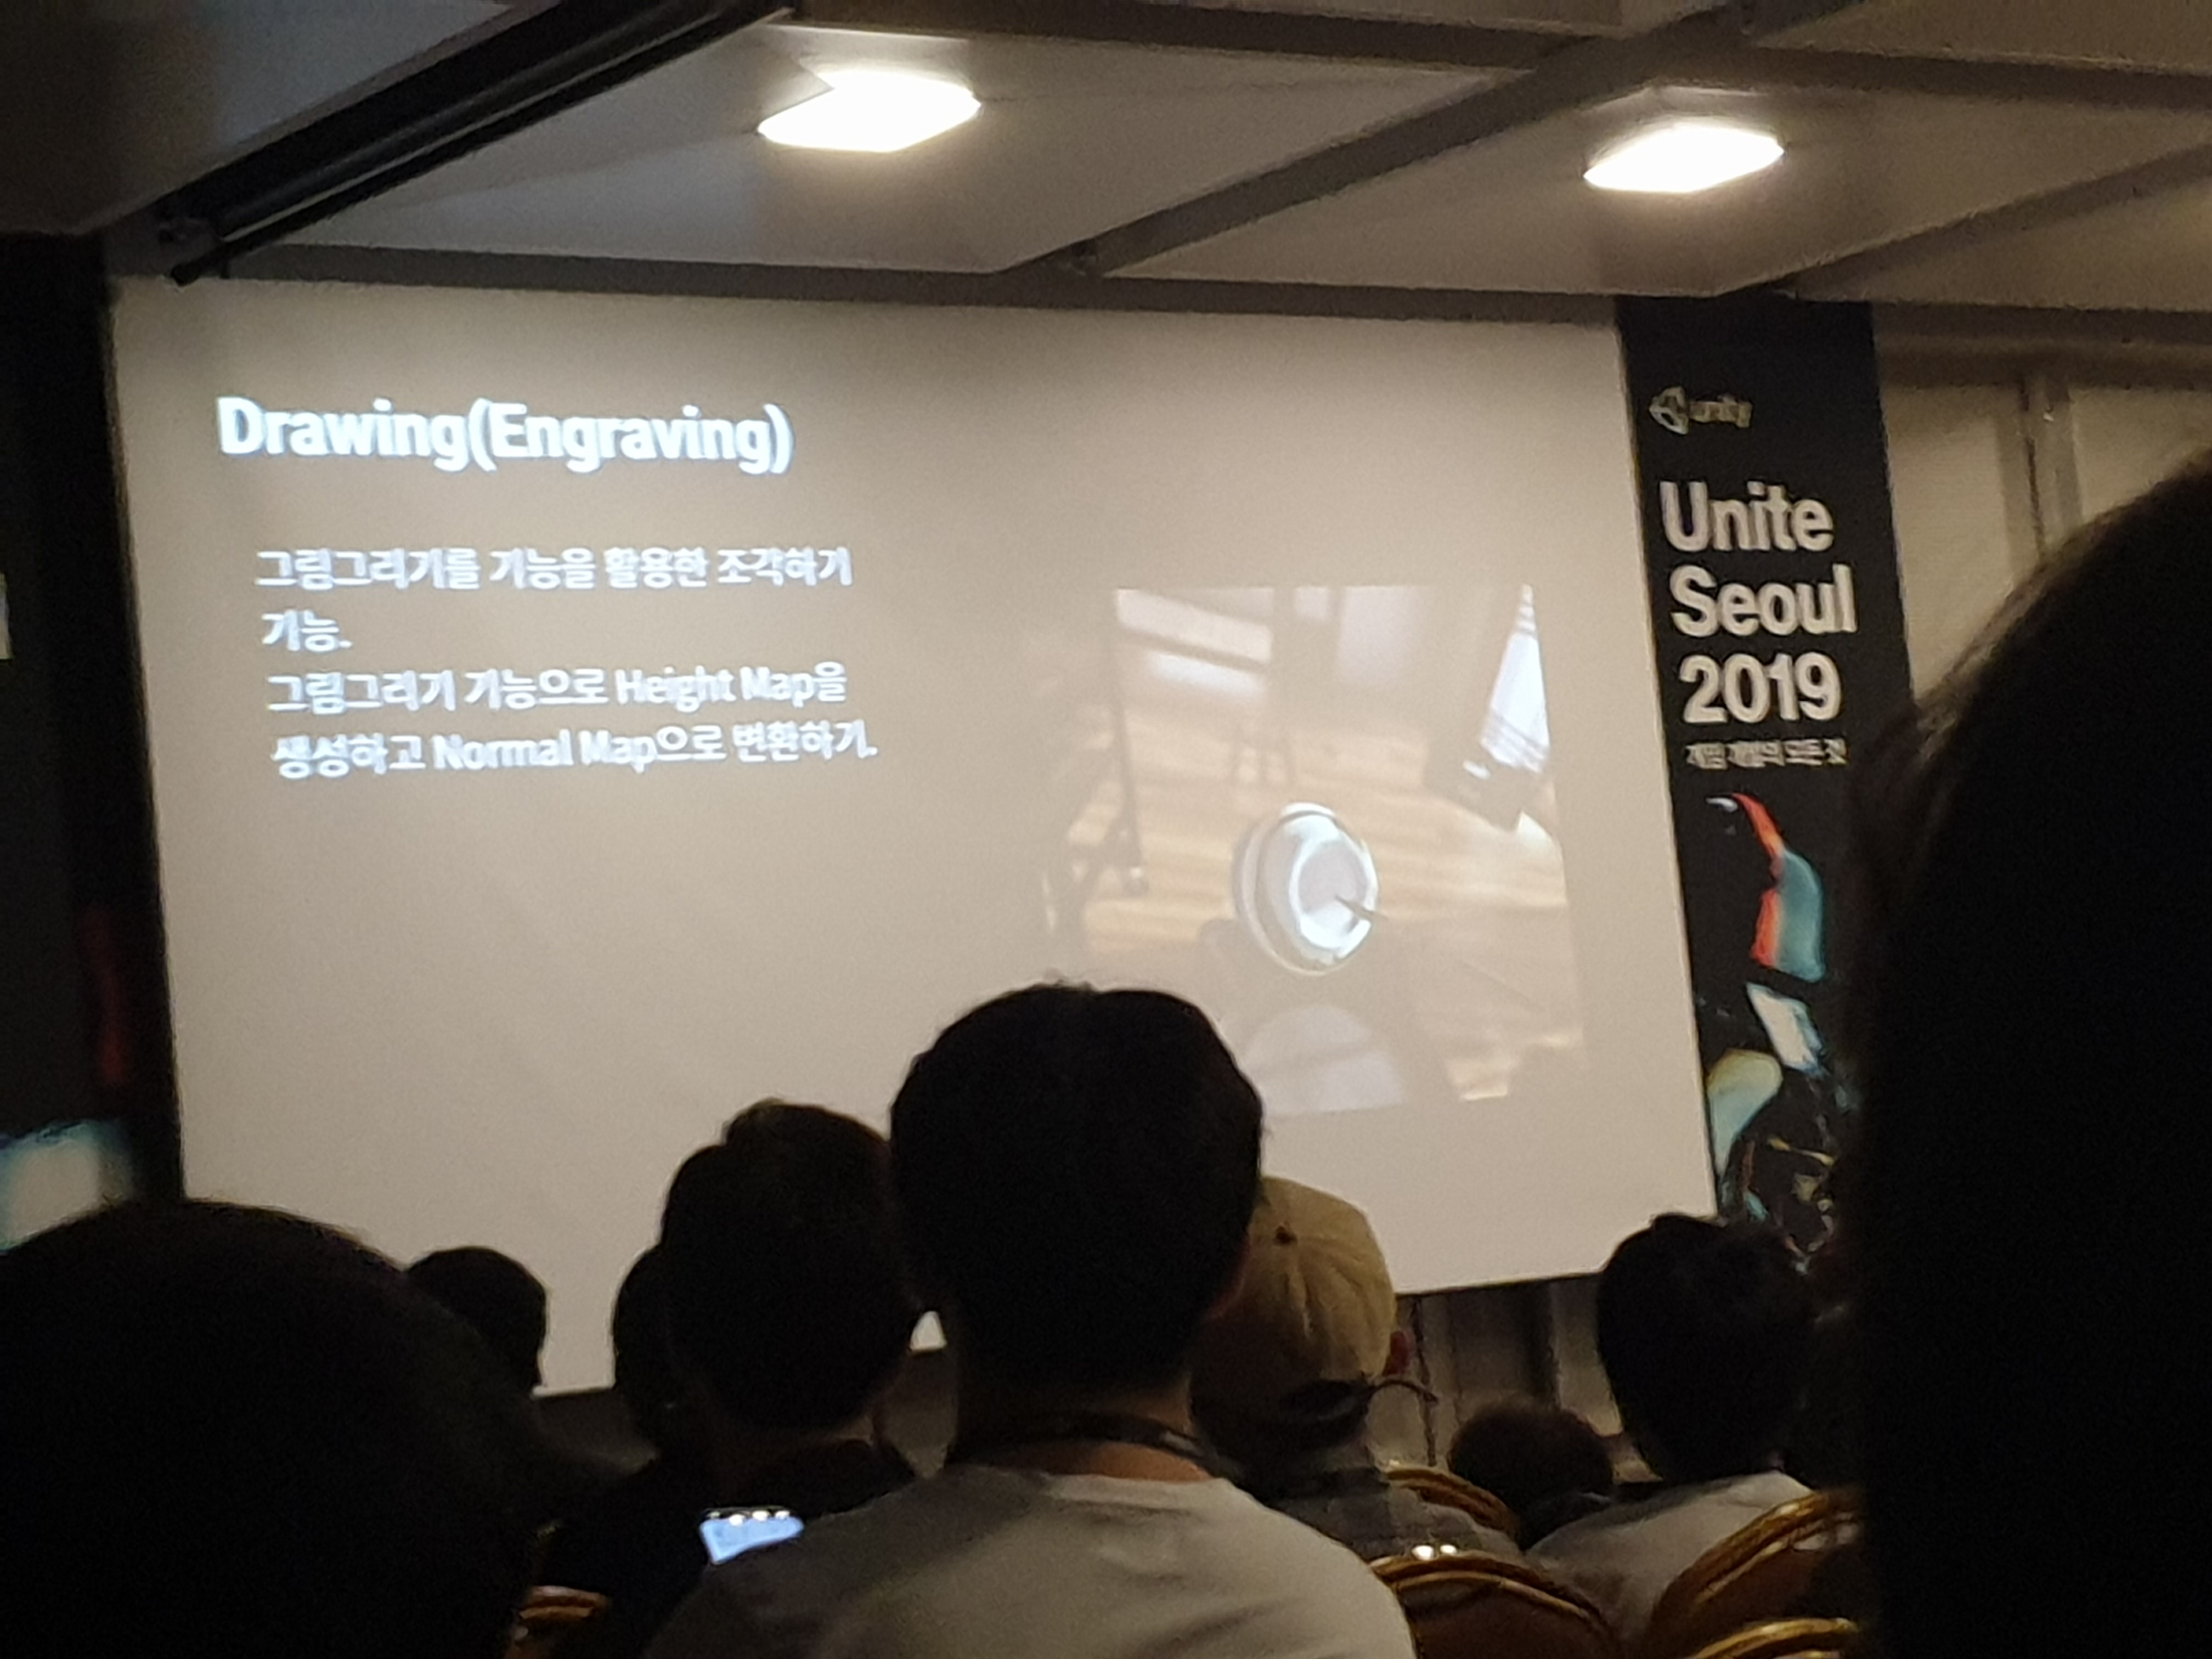 Drawing(Engraving)
그림그리기를 기능을 활용한 조각하기
기능.
그림그리기 기능으로 Height Map을
생성하고 Normal Map으로 변환하기.
unity
Unite
Seoul
2019
게임 개발의 모든 것